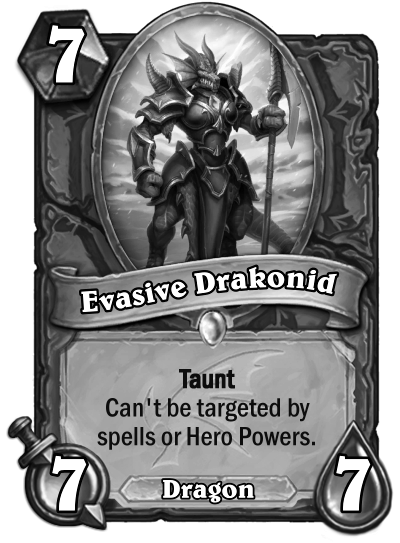 7
Evasive Drakonid
Taunt
Can't be targeted by
spells or Hero Powers.
7
Dragon
7